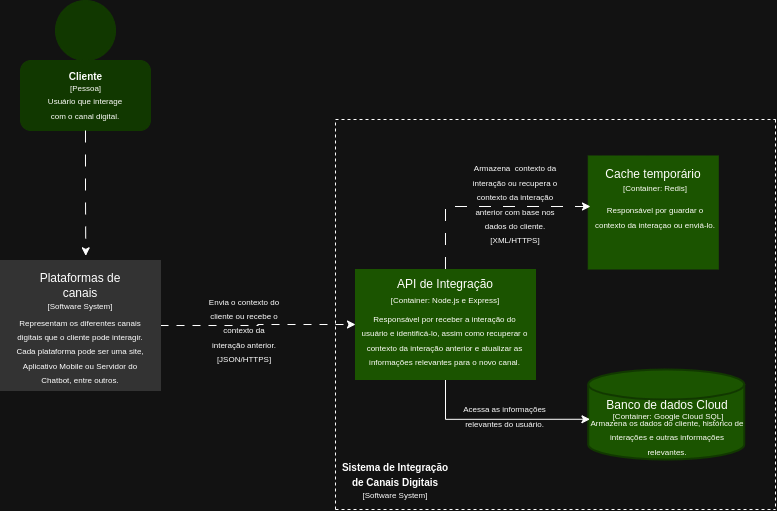 Cliente
[Pessoa]
Usuário que interage
com o canal digital.
Plataformas de
canais
[Software System]
Representam os diferentes canais
digitais que o cliente pode interagir.
Cada plataforma pode ser uma site,
Aplicativo Mobile ou Servidor do
Chatbot, entre outros.
Envia o contexto do
cliente ou recebe o
contexto da
interação anterior.
[JSON/HTTPS]
Armazena contexto da
interação ou recupera o
contexto da interação
anterior com base nos
dados do cliente.
[XML/HTTPS]
Cache temporário
[Container: Redis]
Responsável por guardar o
contexto da interaçao ou enviá-lo.
API de Integração
[Container: Node.js e Express]
Responsável por receber a interação do
usuário e identificá-lo, assim como recuperar o
contexto da interação anterior e atualizar as
informações relevantes para o novo canal.
Acessa as informações
relevantes do usuário.
Banco de dados Cloud
[Container: Google Cloud SQL]
Armazena os dados do cliente, histórico de
interações e outras informações
relevantes.
Sistema de Integração
de Canais Digitais
[Software System]